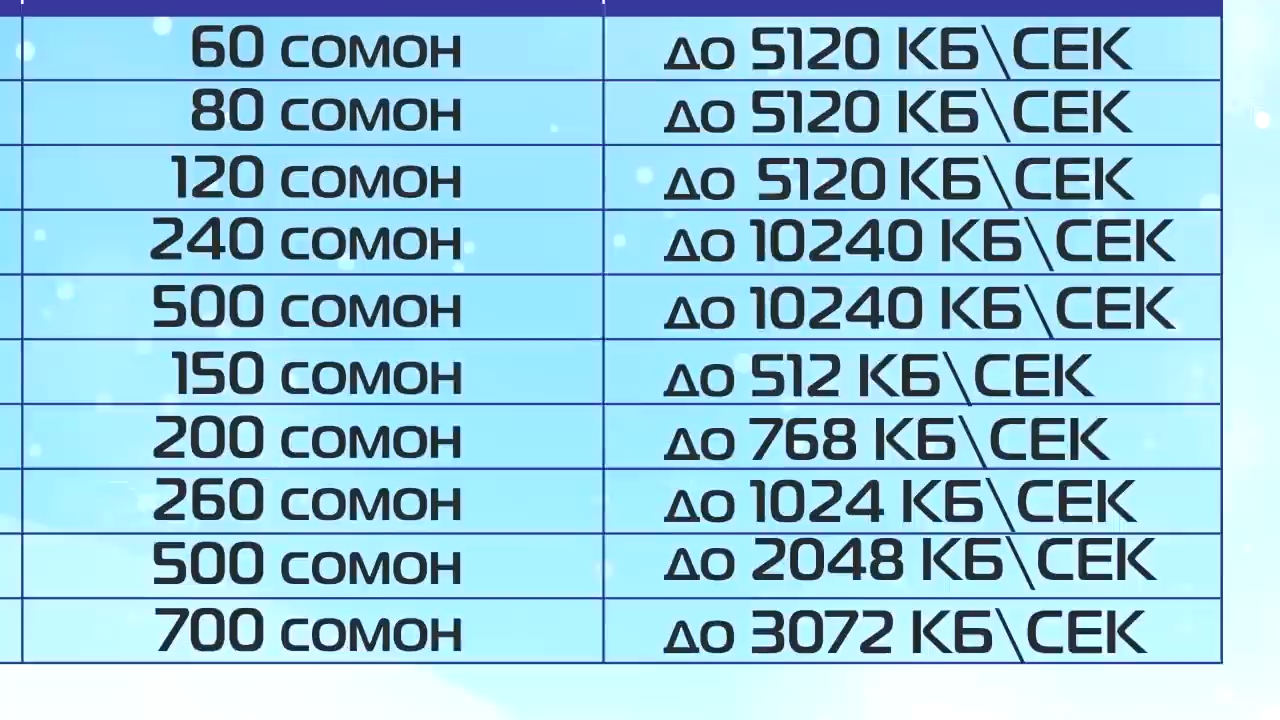 60 сомон до 5120 КБ\СЕК
80 сомон до 5120 КБ\СЕК
120 сомон до 5120 КБ\СЕК
240 сомон до 10240 КБ\СЕК
500 сомон до 10240 КБ\СЕК
150 сомон до 512 КБ\СЕК
200 сомон до 768 КБ\СЕК
260 сомон до 1024 КБ\СЕК
500 сомон до 2048 КБ\СЕК
700 сомон до 3072 КБ\СЕК